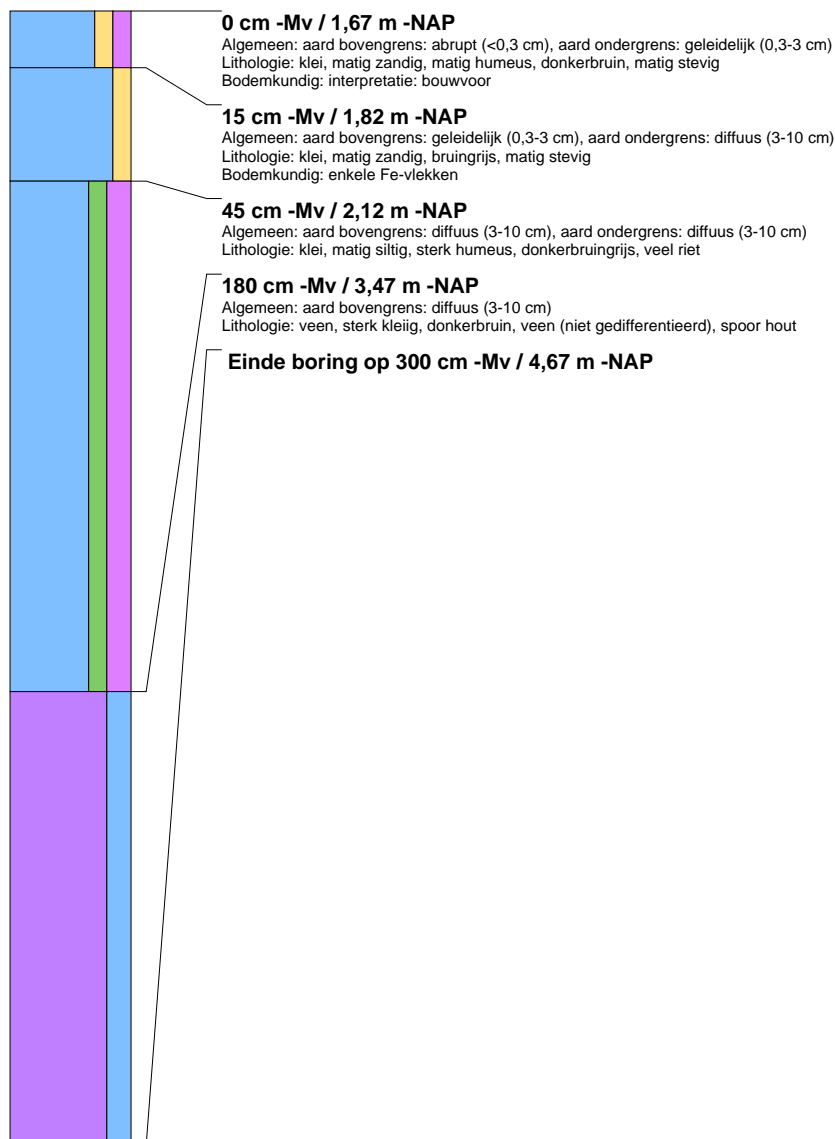 0 cm -Mv / 1,67 m -NAP
Algemeen: aard bovengrens: abrupt (<0,3 cm), aard ondergrens: geleidelijk (0,3-3 cm)
Lithologie: klei, matig zandig, matig humeus, donkerbruin, matig stevig
Bodemkundig: interpretatie: bouwvoor
15 cm -Mv / 1,82 m -NAP
Algemeen: aard bovengrens: geleidelijk (0,3-3 cm), aard ondergrens: diffuus (3-10 cm)
Lithologie: klei, matig zandig, bruingrijs, matig stevig
Bodemkundig: enkele Fe-vlekken
45 cm -Mv / 2,12 m -NAP
Algemeen: aard bovengrens: diffuus (3-10 cm), aard ondergrens: diffuus (3-10 cm)
Lithologie: klei, matig siltig, sterk humeus, donkerbruingrijs, veel riet
180 cm -Mv / 3,47 m -NAP
Algemeen: aard bovengrens: diffuus (3-10 cm)
Lithologie: veen, sterk kleiig, donkerbruin, veen (niet gedifferentieerd), spoor hout
Einde boring op 300 cm -Mv / 4,67 m -NAP